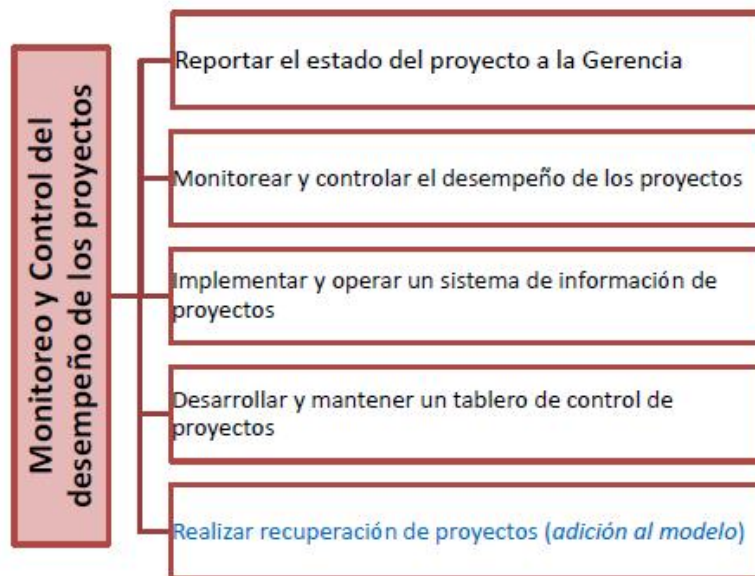 Monitoreo y Control del
desempeño de los proyectos
Reportar el estado del proyecto a la Gerencia
Monitorear y controlar el desempeño de los proyectos
Implementar y operar un sistema de información de
proyectos
Desarrollar y mantener un tablero de control de
proyectos
Realizar recuperación de proyectos (adición al modelo)